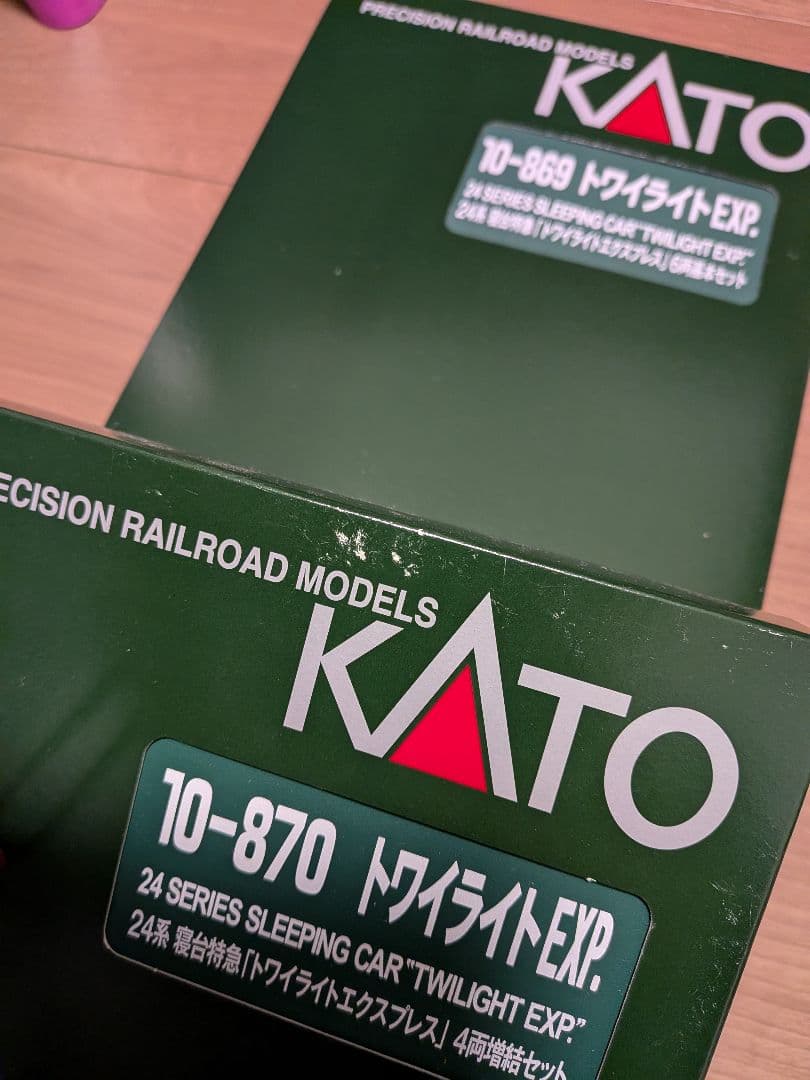 PRECISION RAILROAD MODELS
KATO
10-869 トワイライトEXP.
24 SERIES SLEEPING CAR "TWILIGHT EXP."
24系 寝台特急「トワイライトエクスプレス」6両基本セット
ECISION RAILROAD MODELS
KATO
10-870 トワイライトEXP.
24 SERIES SLEEPING CAR "TWILIGHT EXP."
24系 寝台特急「トワイライトエクスプレス」4両増結セット